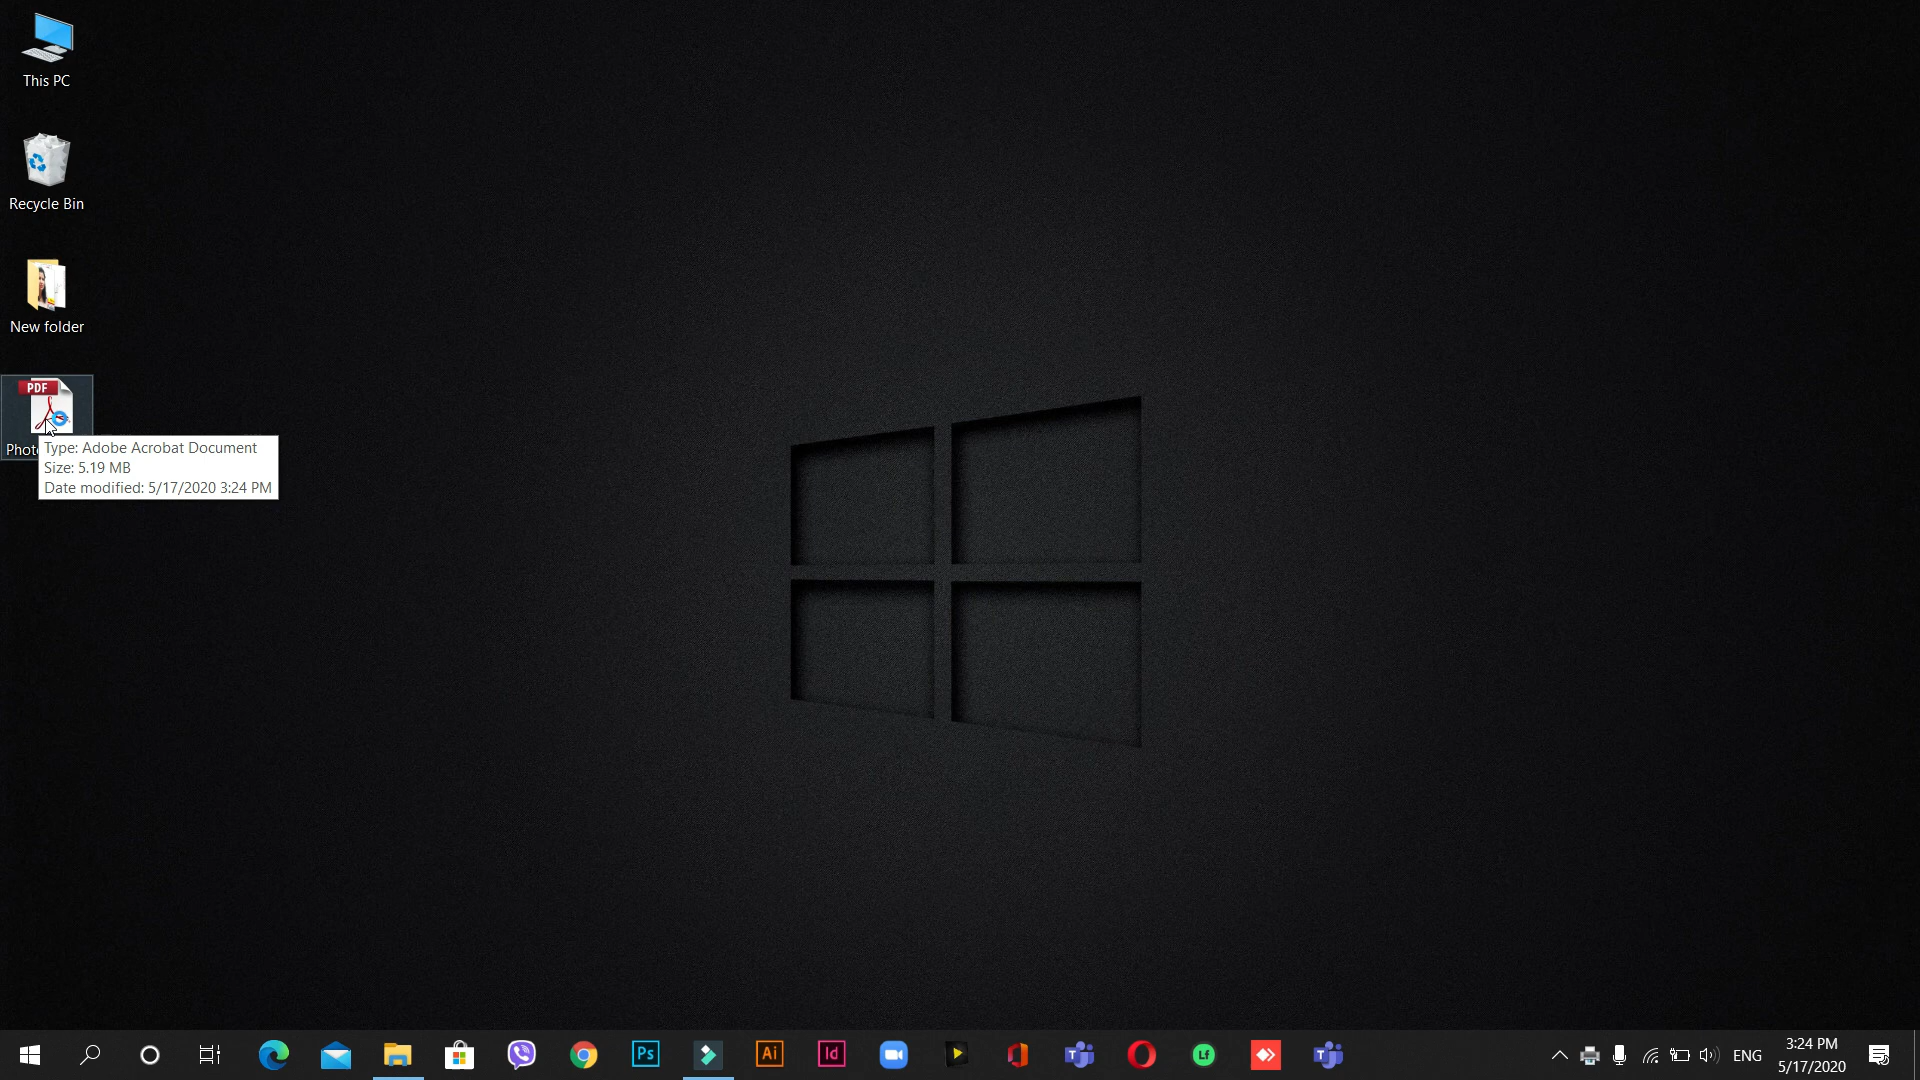 This PC
Recycle Bin
New folder
PDF
Type: Adobe Acrobat Document
Size: 5.19 MB
Date modified: 5/17/2020 3:24 PM
Ps
Ai
Id
T
Lf
T
ENG
3:24 PM
5/17/2020